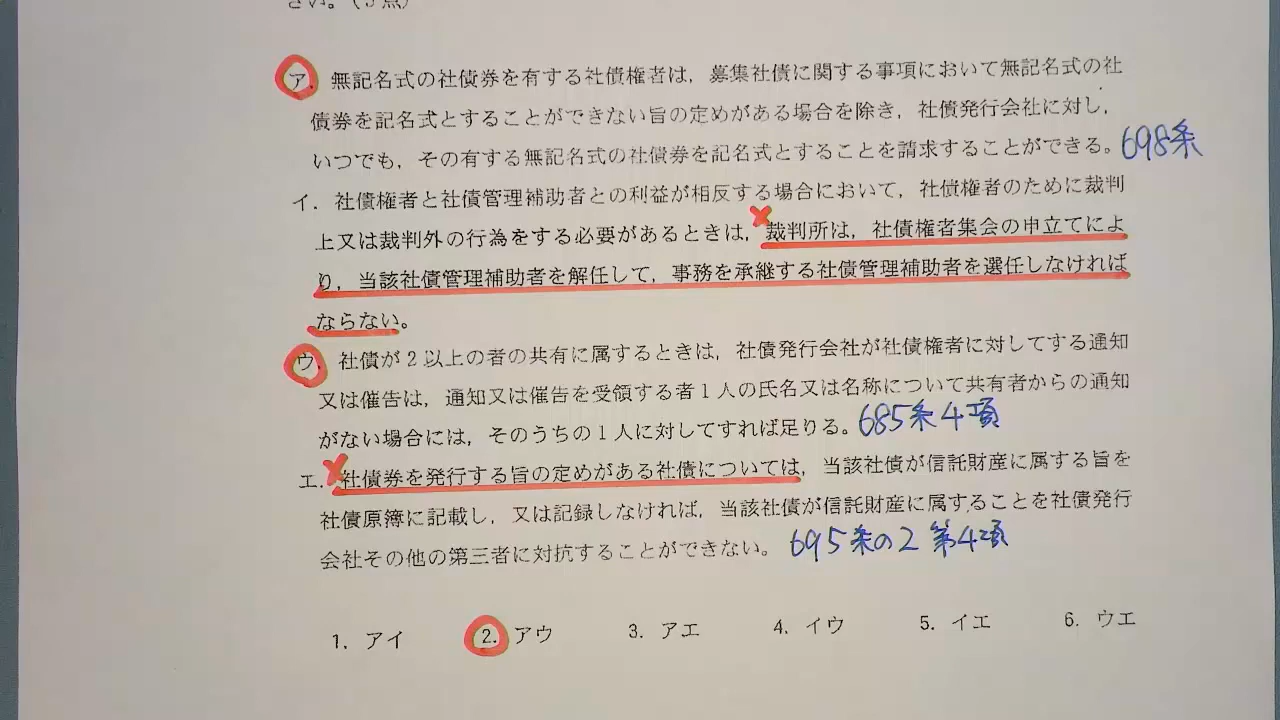 さい。（５点）
ア．無記名式の社債券を有する社債権者は，募集社債に関する事項において無記名式の社
債券を記名式とすることができない旨の定めがある場合を除き，社債発行会社に対し，
いつでも，その有する無記名式の社債券を記名式とすることを請求することができる。 698条
イ．社債権者と社債管理補助者との利益が相反する場合において，社債権者のために裁判
上又は裁判外の行為をする必要があるときは，裁判所は，社債権者集会の申立てによ
り，当該社債管理補助者を解任して，事務を承継する社債管理補助者を選任しなければ
ならない。
ウ．社債が２以上の者の共有に属するときは，社債発行会社が社債権者に対してする通知
又は催告は，通知又は催告を受領する者１人の氏名又は名称について共有者からの通知
がない場合には，そのうちの１人に対してすれば足りる。 685条4項
エ．社債券を発行する旨の定めがある社債については，当該社債が信託財産に属する旨を
社債原簿に記載し，又は記録しなければ，当該社債が信託財産に属することを社債発行
会社その他の第三者に対抗することができない。 695条の2 第4項
1．アイ 2．アウ 3．アエ 4．イウ 5．イエ 6．ウエ